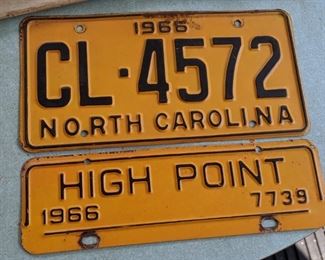 1966
CL·4572
NORTH CAROLINA
HIGH POINT
1966 7739